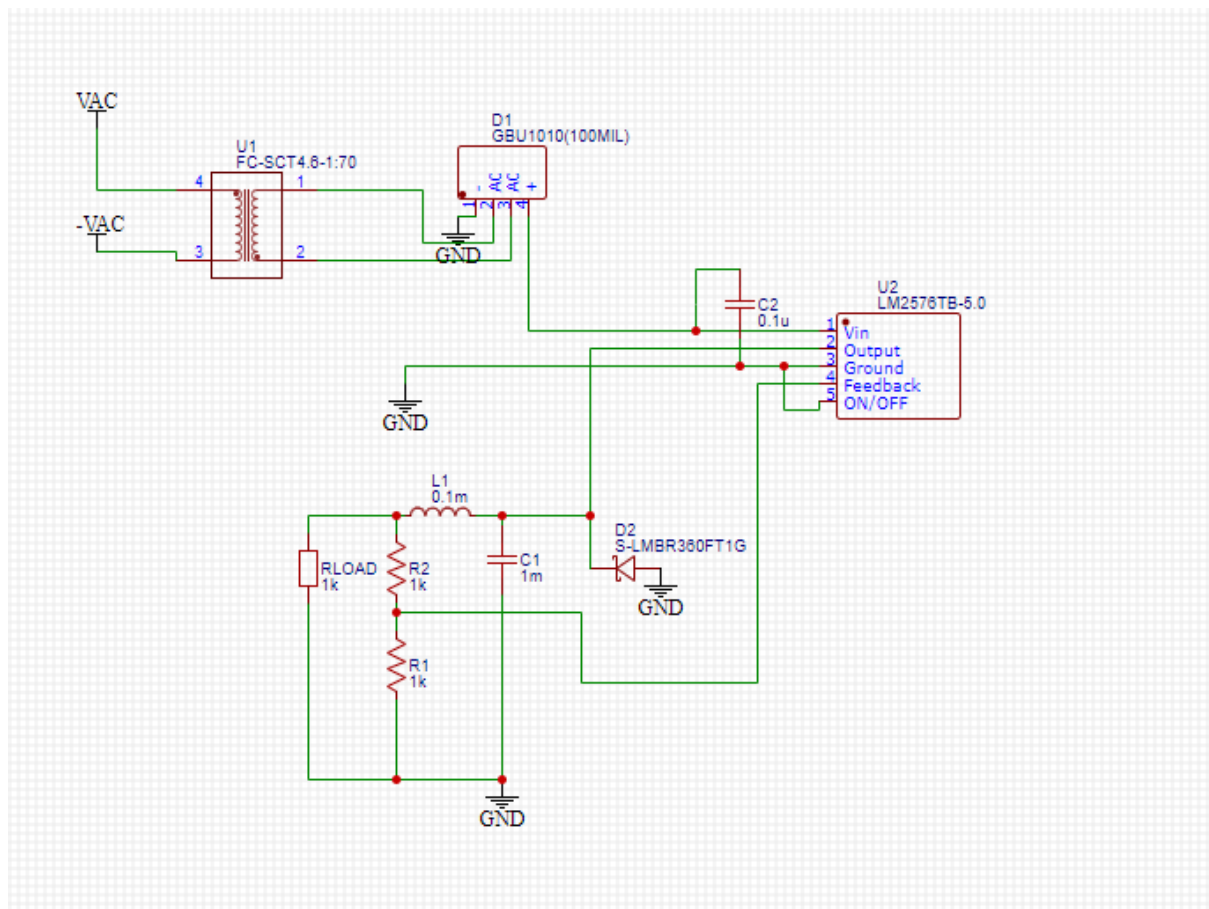 VAC
-VAC
U1
FC-SCT4.6-1:70
4
1
3
2
D1
GBU1010(100MIL)
- AC AC +
1 2 3 4
GND
C2
0.1u
U2
LM2576TB-5.0
1 Vin
2 Output
3 Ground
4 Feedback
5 ON/OFF
GND
L1
0.1m
RLOAD
1k
R2
1k
C1
1m
D2
S-LMBR360FT1G
GND
R1
1k
GND